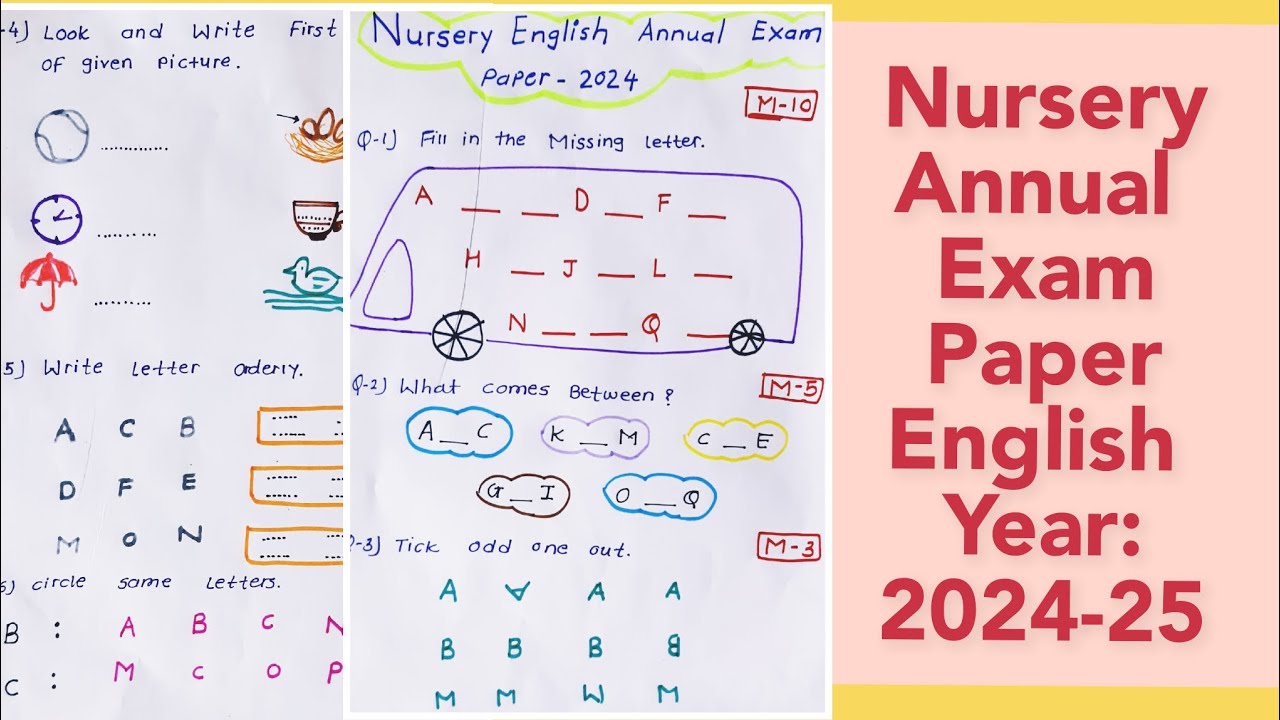 -4) Look and Write First
of given Picture.
.............
.........
..........
5) Write letter orderly.
A C B
D F E
M O N
6) circle same letters.
B : A B C N
C : M C O P
Nursery English Annual Exam
Paper - 2024
M-10
Q-1) Fill in the Missing letter.
A __ __ D __ F __
H __ J __ L __
N __ __ Q __
Q-2) What comes Between?
M-5
A __ C K __ M C __ E
G __ I O __ Q
Q-3) Tick odd one out.
M-3
A ∀ A A
B B B B
M M W M
Nursery
Annual
Exam
Paper
English
Year:
2024-25